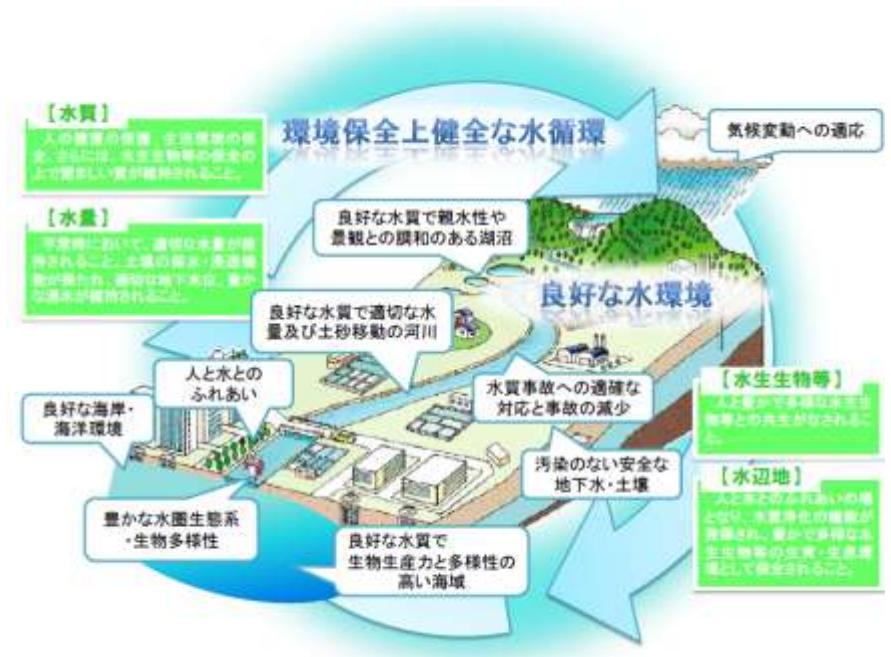 環境保全上健全な水循環
【水質】
人の健康の保護、生活環境の保
全、さらには、水生生物等の保全の
上で望ましい質が維持されること。
気候変動への適応
【水量】
平常時において、適切な水量が維
持されること。土壌の保水・浸透機
能が保たれ、適切な地下水位、豊か
な湧水が維持されること。
良好な水質で親水性や
景観との調和のある湖沼
良好な水環境
良好な水質で適切な水
量及び土砂移動の河川
人と水との
ふれあい
水質事故への適確な
対応と事故の減少
良好な海岸・
海洋環境
【水生生物等】
人と豊かで多様な水生生
物等との共生がなされるこ
と。
汚染のない安全な
地下水・土壌
【水辺地】
人と水とのふれあいの場
となり、水質浄化の機能が
発揮され、豊かで多様な水
生生物等の生育・生息環
境として保全されること。
豊かな水圏生態系
・生物多様性
良好な水質で
生物生産力と多様性の
高い海域